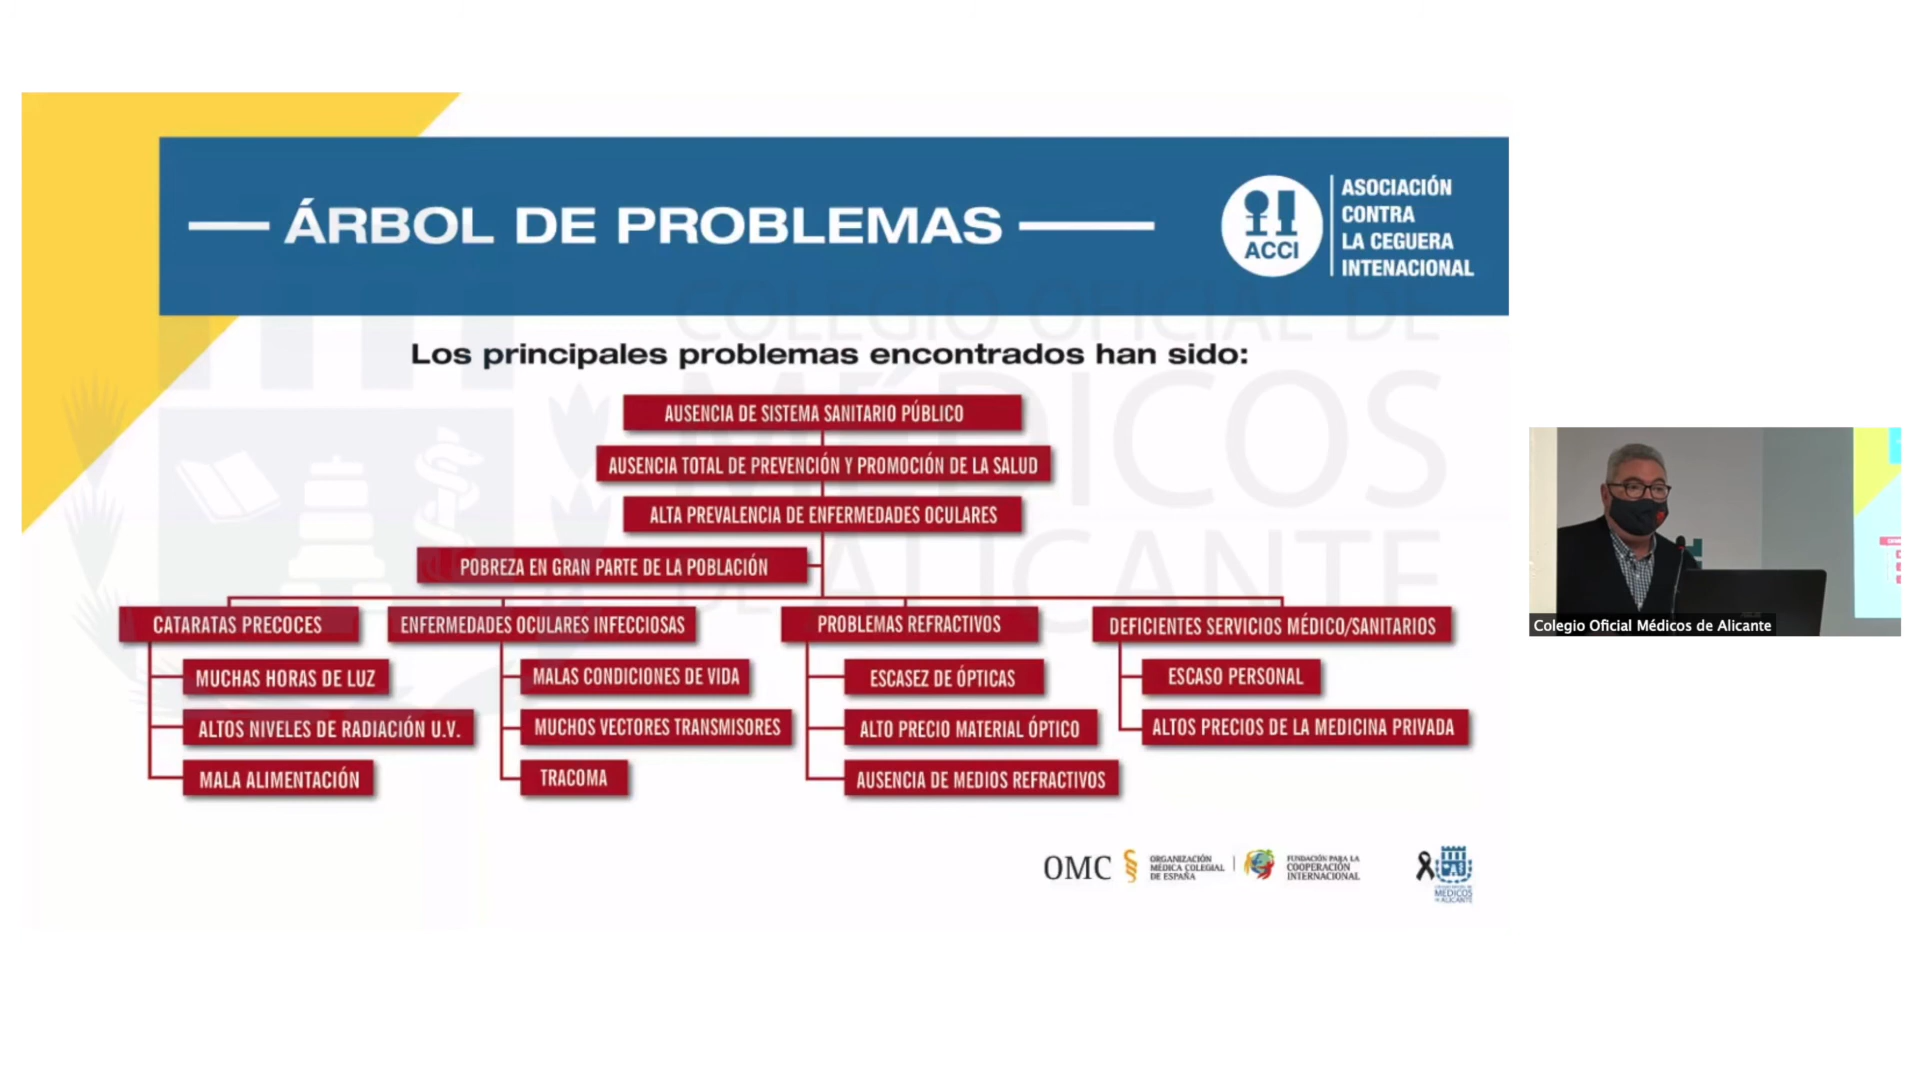 ÁRBOL DE PROBLEMAS
ACCI
ASOCIACIÓN
CONTRA
LA CEGUERA
INTENACIONAL
COLEGIO OFICIAL DE
MÉDICOS
DE ALICANTE
Los principales problemas encontrados han sido:
AUSENCIA DE SISTEMA SANITARIO PÚBLICO
AUSENCIA TOTAL DE PREVENCIÓN Y PROMOCIÓN DE LA SALUD
ALTA PREVALENCIA DE ENFERMEDADES OCULARES
POBREZA EN GRAN PARTE DE LA POBLACIÓN
CATARATAS PRECOCES
MUCHAS HORAS DE LUZ
ALTOS NIVELES DE RADIACIÓN U.V.
MALA ALIMENTACIÓN
ENFERMEDADES OCULARES INFECCIOSAS
MALAS CONDICIONES DE VIDA
MUCHOS VECTORES TRANSMISORES
TRACOMA
PROBLEMAS REFRACTIVOS
ESCASEZ DE ÓPTICAS
ALTO PRECIO MATERIAL ÓPTICO
AUSENCIA DE MEDIOS REFRACTIVOS
DEFICIENTES SERVICIOS MÉDICO/SANITARIOS
ESCASO PERSONAL
ALTOS PRECIOS DE LA MEDICINA PRIVADA
OMC
ORGANIZACIÓN
MÉDICA COLEGIAL
DE ESPAÑA
FUNDACIÓN PARA LA
COOPERACIÓN
INTERNACIONAL
MÉDICOS
DE ALICANTE
Colegio Oficial Médicos de Alicante